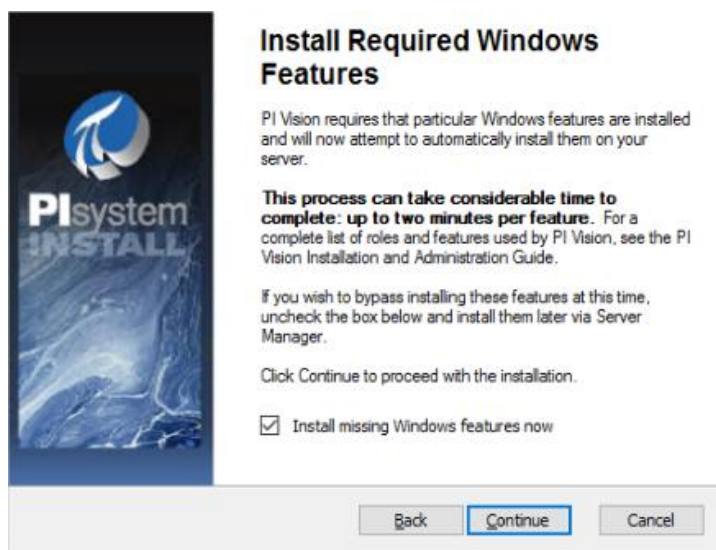 Install Required Windows
Features
PI Vision requires that particular Windows features are installed
and will now attempt to automatically install them on your
server.
This process can take considerable time to
complete: up to two minutes per feature. For a
complete list of roles and features used by PI Vision, see the PI
Vision Installation and Administration Guide.
If you wish to bypass installing these features at this time,
uncheck the box below and install them later via Server
Manager.
Click Continue to proceed with the installation.
Install missing Windows features now
PIsystem
INSTALL
Back
Continue
Cancel